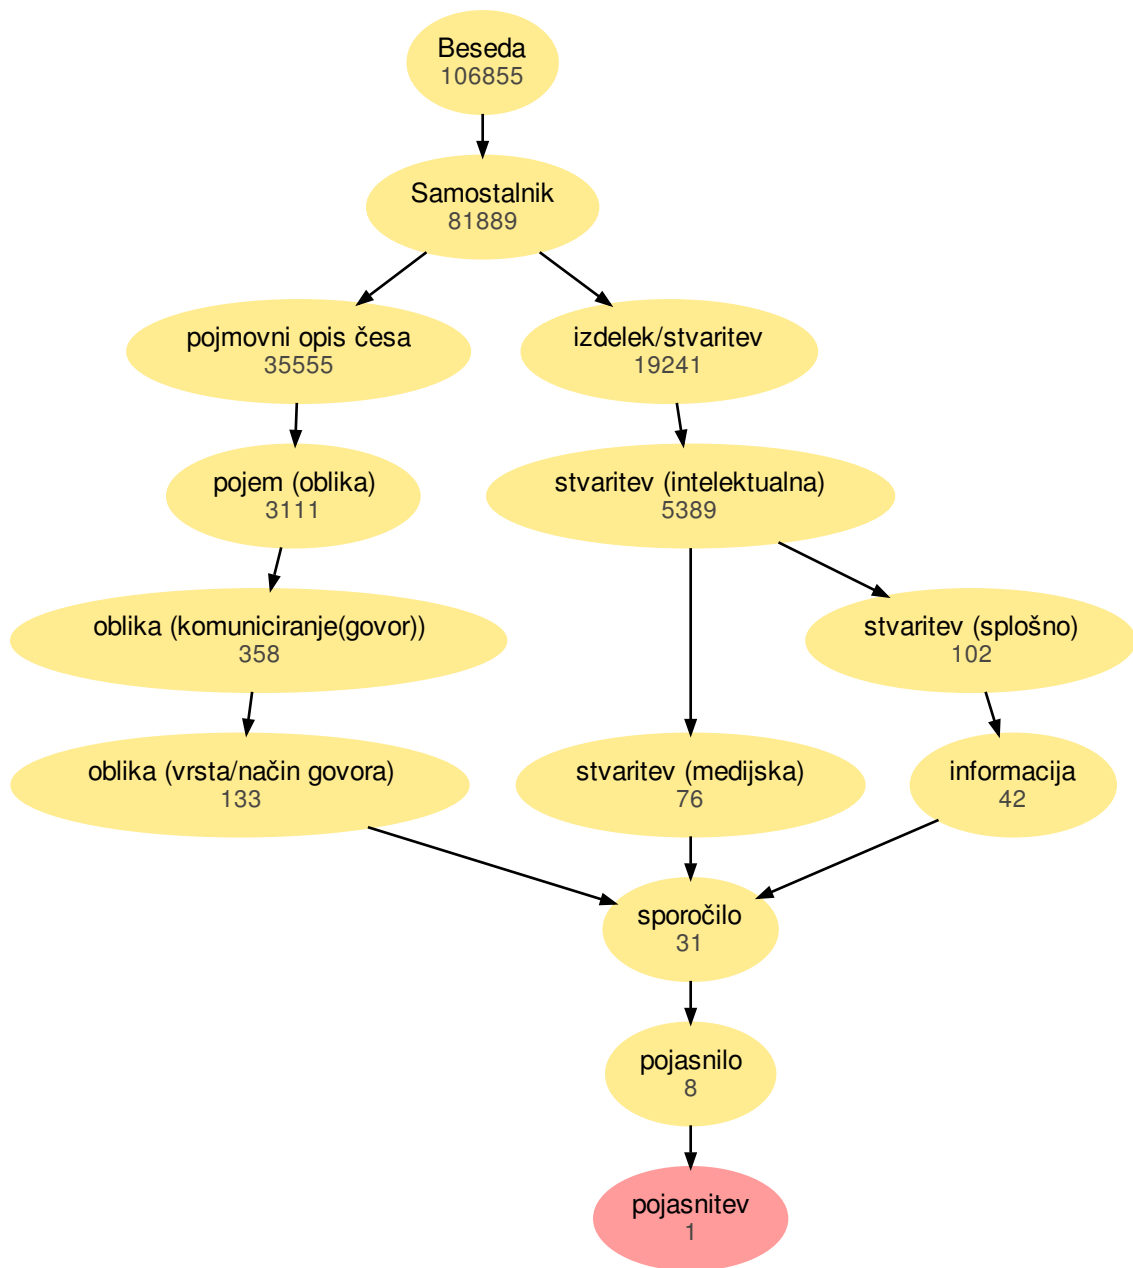 Beseda
106855
Samostalnik
81889
pojmovni opis česa
35555
izdelek/stvaritev
19241
pojem (oblika)
3111
stvaritev (intelektualna)
5389
oblika (komuniciranje(govor))
358
stvaritev (splošno)
102
oblika (vrsta/način govora)
133
stvaritev (medijska)
76
informacija
42
sporočilo
31
pojasnilo
8
pojasnitev
1